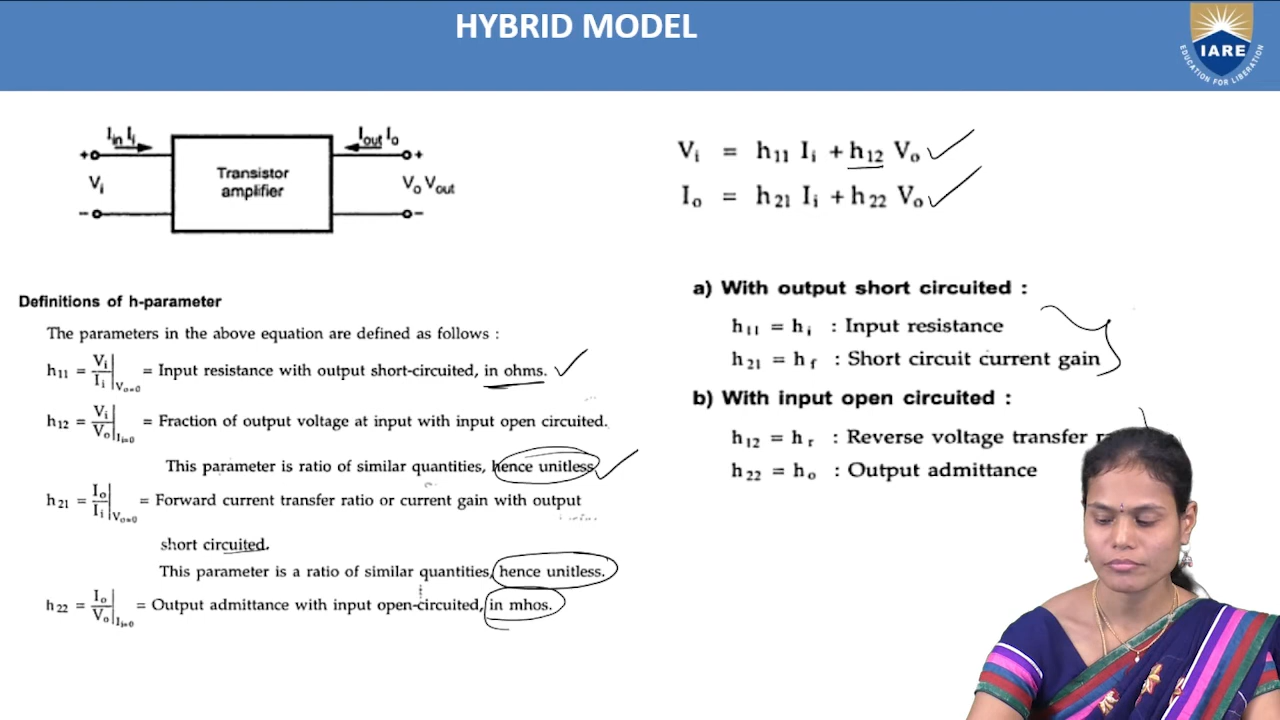 HYBRID MODEL
IARE
EDUCATION FOR LIBERATION
Iin Ii
Iout Io
+
+
Vi
Transistor
amplifier
Vo Vout
-
-
Vi = h11 Ii + h12 Vo
Io = h21 Ii + h22 Vo
Definitions of h-parameter
The parameters in the above equation are defined as follows :
h11 = Vi/Ii |Vo=0 = Input resistance with output short-circuited, in ohms.
h12 = Vi/Vo |Ii=0 = Fraction of output voltage at input with input open circuited.
This parameter is ratio of similar quantities, hence unitless
h21 = Io/Ii |Vo=0 = Forward current transfer ratio or current gain with output
short circuited.
This parameter is a ratio of similar quantities, hence unitless.
h22 = Io/Vo |Ii=0 = Output admittance with input open-circuited, in mhos.
a) With output short circuited :
h11 = hi : Input resistance
h21 = hf : Short circuit current gain
b) With input open circuited :
h12 = hr : Reverse voltage transfer
h22 = ho : Output admittance